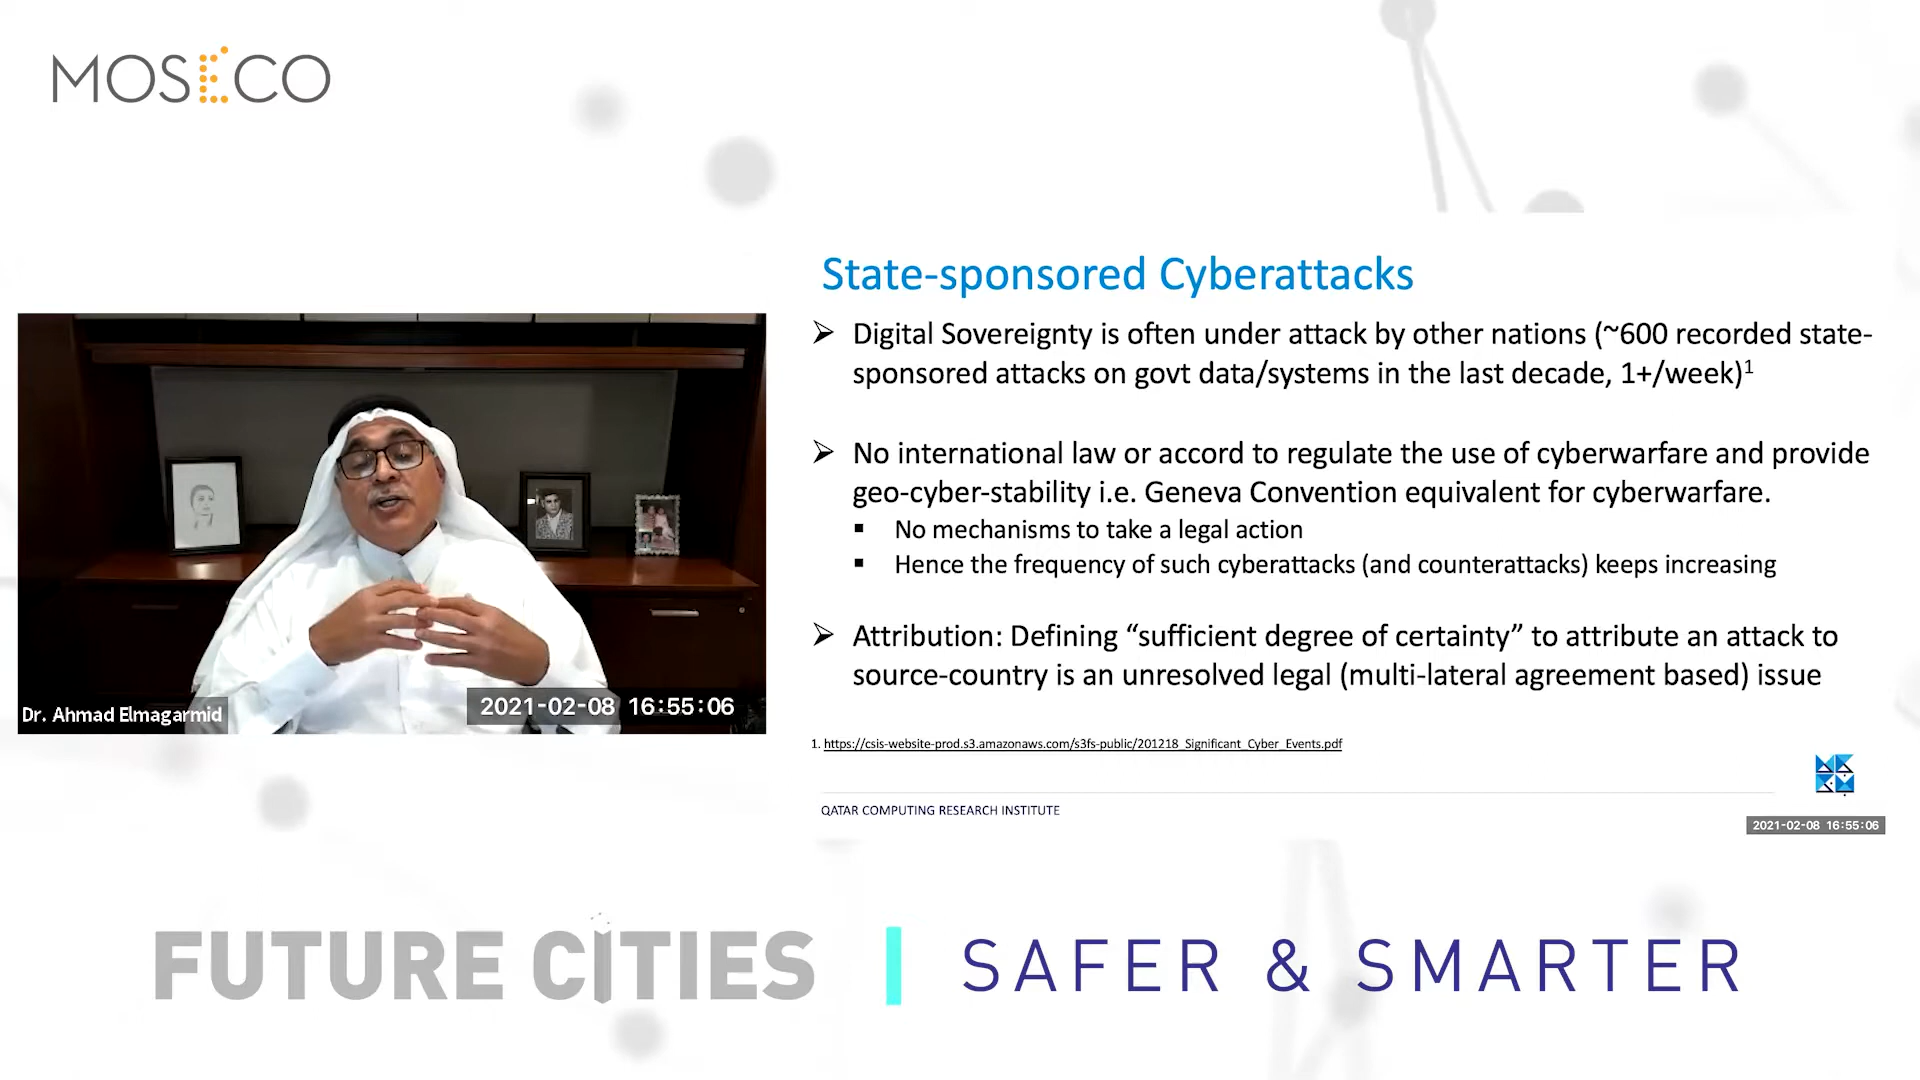 MOSECO
State-sponsored Cyberattacks
➢ Digital Sovereignty is often under attack by other nations (~600 recorded state-
sponsored attacks on govt data/systems in the last decade, 1+/week)¹
➢ No international law or accord to regulate the use of cyberwarfare and provide
geo-cyber-stability i.e. Geneva Convention equivalent for cyberwarfare.
▪ No mechanisms to take a legal action
▪ Hence the frequency of such cyberattacks (and counterattacks) keeps increasing
➢ Attribution: Defining “sufficient degree of certainty” to attribute an attack to
source-country is an unresolved legal (multi-lateral agreement based) issue
1. https://csis-website-prod.s3.amazonaws.com/s3fs-public/201218_Significant_Cyber_Events.pdf
QATAR COMPUTING RESEARCH INSTITUTE
2021-02-08 16:55:06
Dr. Ahmad Elmagarmid
2021-02-08 16:55:06
FUTURE CITIES
SAFER & SMARTER